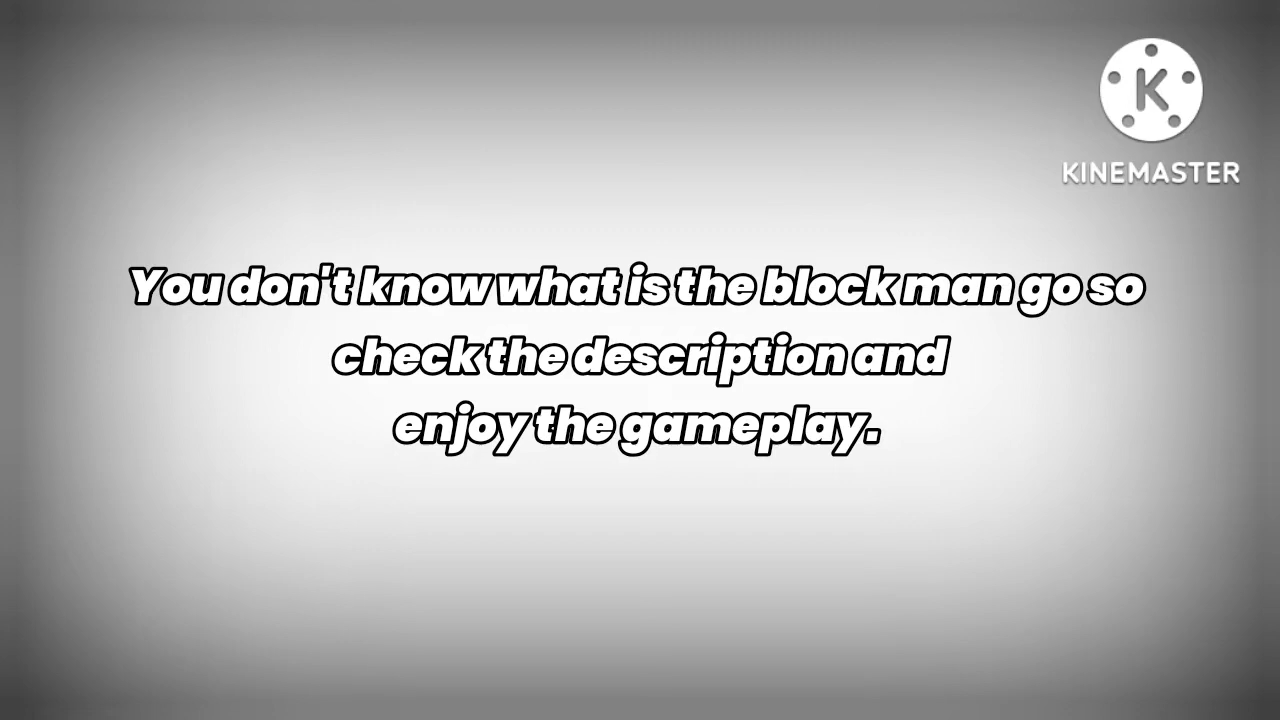 K
KINEMASTER
You don't know what is the block man go so
check the description and
enjoy the gameplay.